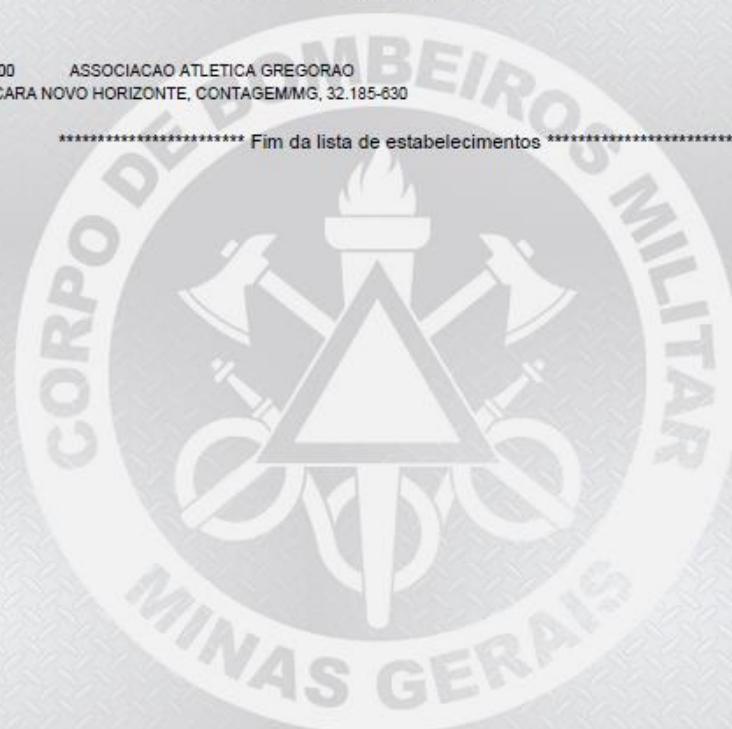 00 ASSOCIACAO ATLETICA GREGORAO
CARA NOVO HORIZONTE, CONTAGEM/MG, 32.185-630
************************ Fim da lista de estabelecimentos ************************
CORPO DE BOMBEIROS MILITAR
MINAS GERAIS